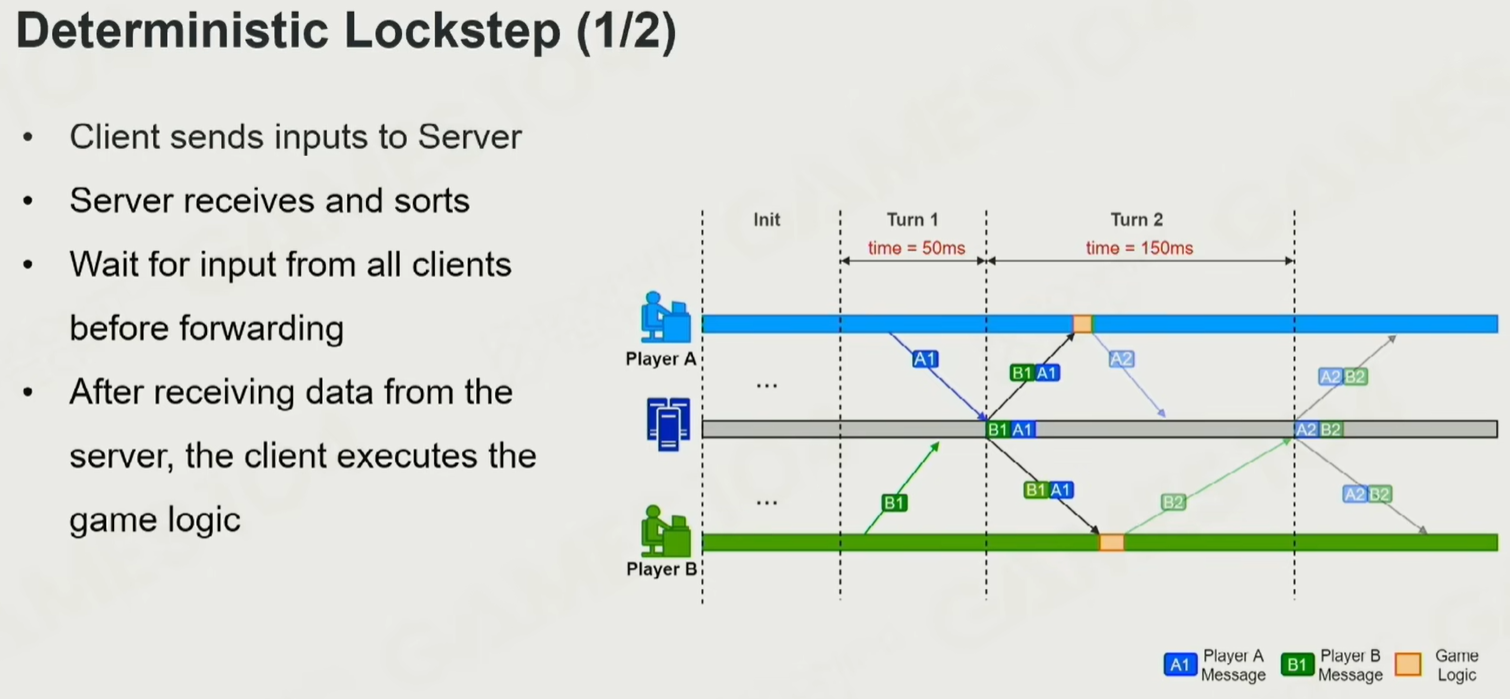 Deterministic Lockstep (1/2)
• Client sends inputs to Server
• Server receives and sorts
• Wait for input from all clients
before forwarding
• After receiving data from the
server, the client executes the
game logic
Init
Turn 1
Turn 2
time = 50ms
time = 150ms
Player A
A1
B1 A1
A2
A2 B2
...
B1 A1
A2 B2
...
B1
B1 A1
B2
A2 B2
Player B
A1
Player A
Message
B1
Player B
Message
Game
Logic
GAMES104